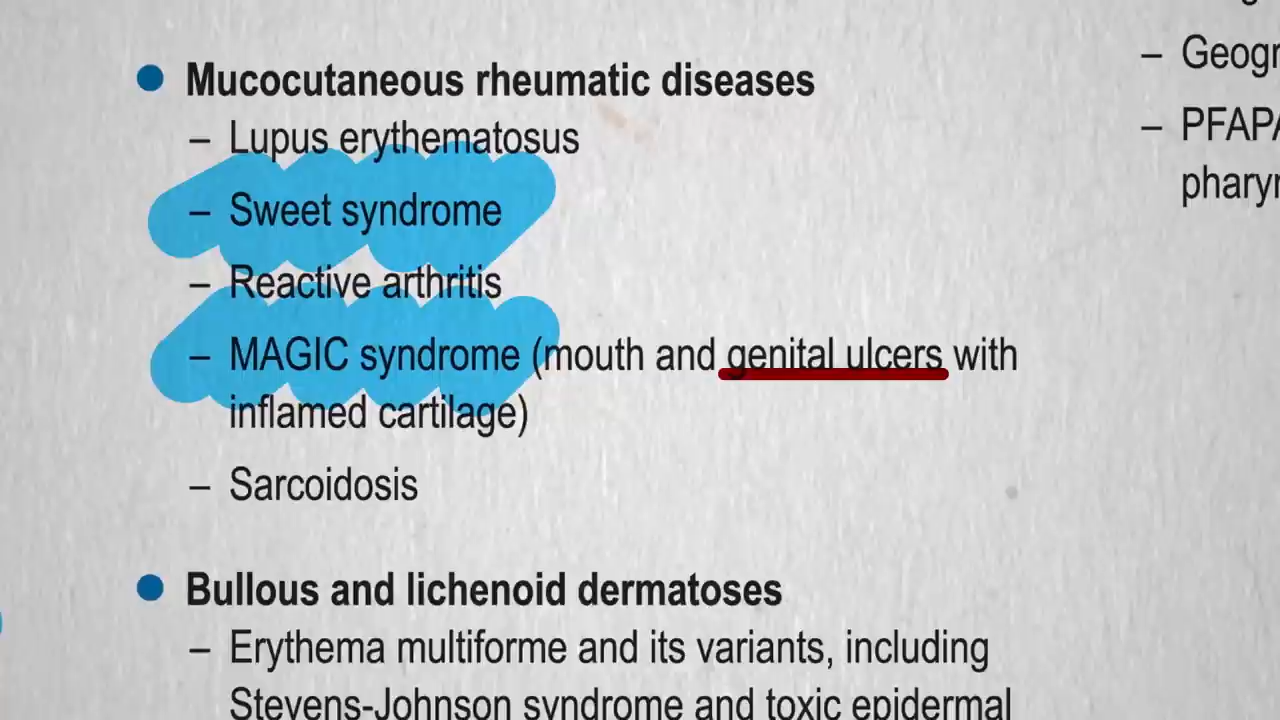 Mucocutaneous rheumatic diseases
– Lupus erythematosus
– Sweet syndrome
– Reactive arthritis
– MAGIC syndrome (mouth and genital ulcers with
inflamed cartilage)
– Sarcoidosis
Bullous and lichenoid dermatoses
– Erythema multiforme and its variants, including
Stevens-Johnson syndrome and toxic epidermal